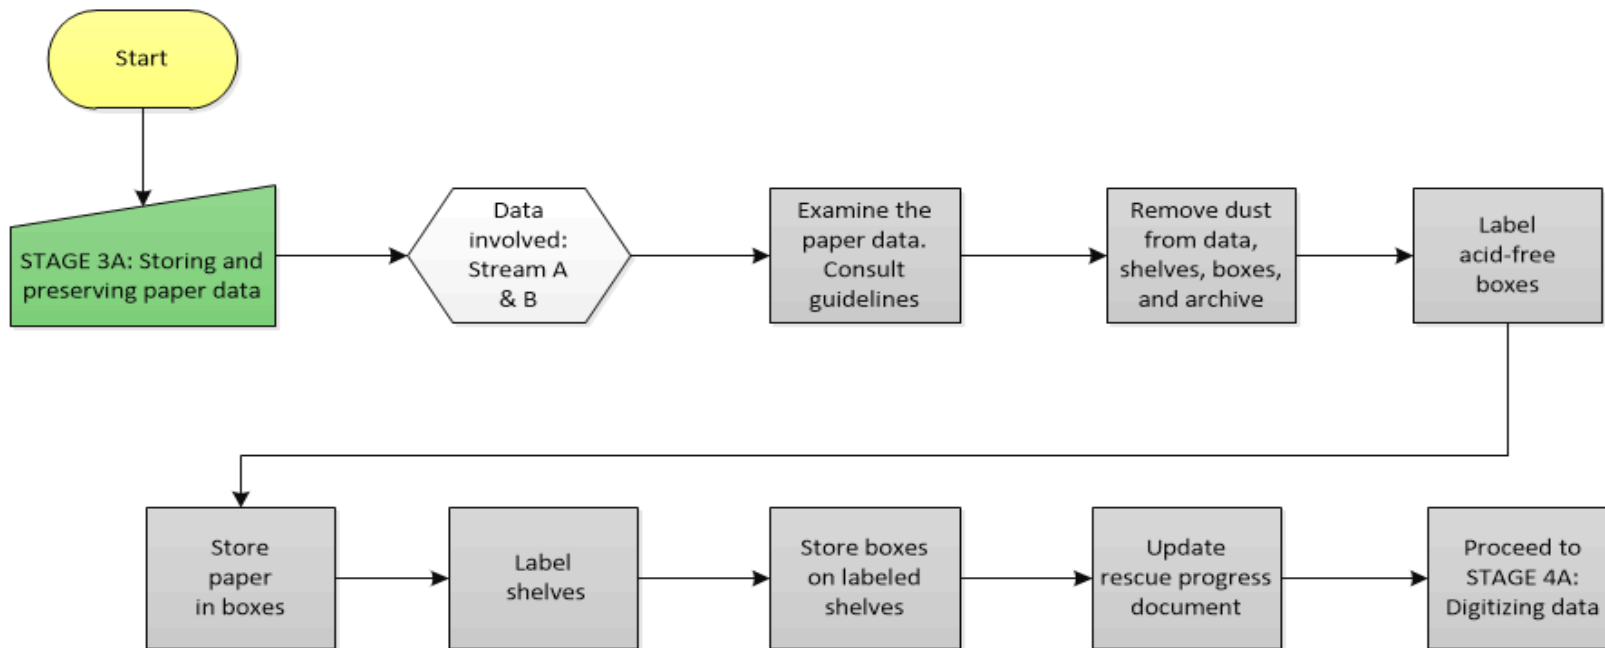 Start
STAGE 3A: Storing and
preserving paper data
Data
involved:
Stream A
& B
Examine the
paper data.
Consult
guidelines
Remove dust
from data,
shelves, boxes,
and archive
Label
acid-free
boxes
Store
paper
in boxes
Label
shelves
Store boxes
on labeled
shelves
Update
rescue progress
document
Proceed to
STAGE 4A:
Digitizing data